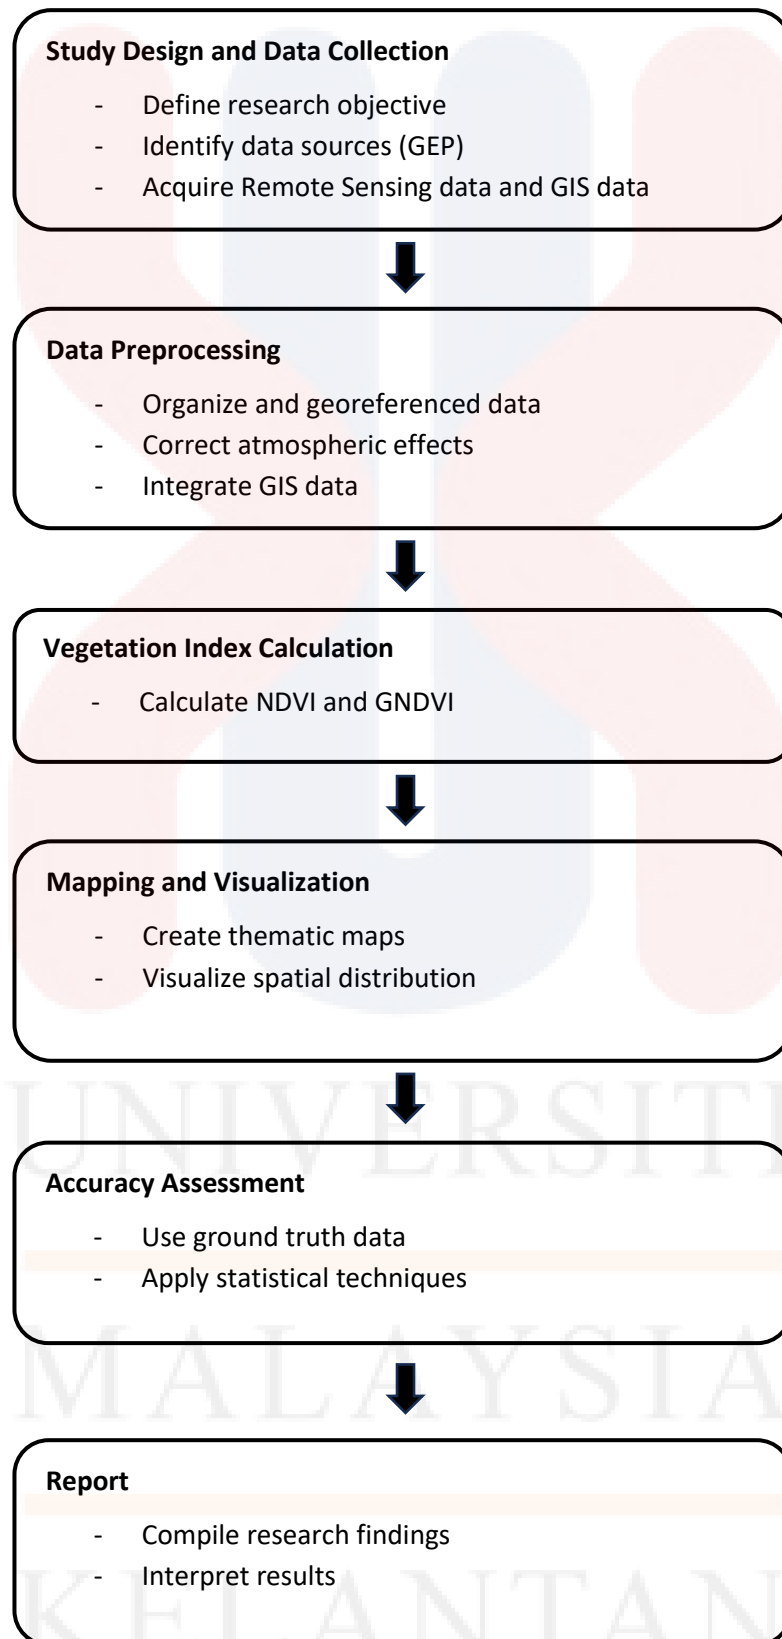 Study Design and Data Collection
- Define research objective
- Identify data sources (GEP)
- Acquire Remote Sensing data and GIS data
Data Preprocessing
- Organize and georeferenced data
- Correct atmospheric effects
- Integrate GIS data
Vegetation Index Calculation
- Calculate NDVI and GNDVI
Mapping and Visualization
- Create thematic maps
- Visualize spatial distribution
UNIVERSITI
Accuracy Assessment
- Use ground truth data
- Apply statistical techniques
MALAYSIA
Report
- Compile research findings
- Interpret results
KELANTAN